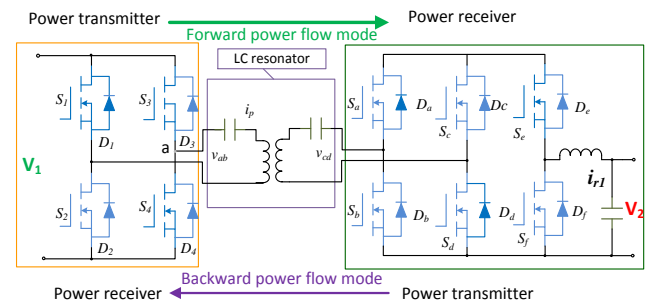 Power transmitter
Power receiver
Forward power flow mode
LC resonator
S1
S3
D1
D3
a
ip
vab
vcd
V1
S2
S4
D2
D4
Sa
Da
Sc
Dc
Se
De
ir1
Sb
Db
Sd
Dd
Sf
Df
V2
Backward power flow mode
Power receiver
Power transmitter